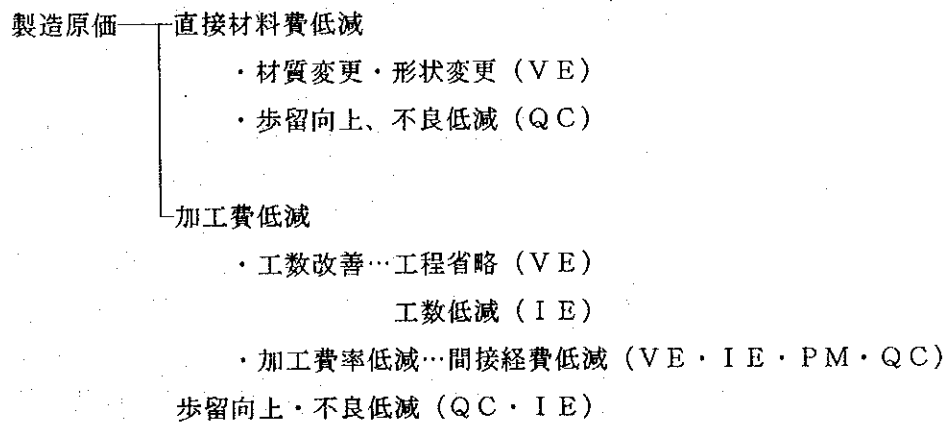 製造原価 直接材料費低減
・材質変更・形状変更（ＶＥ）
・歩留向上、不良低減（ＱＣ）
加工費低減
・工数改善…工程省略（ＶＥ）
工数低減（ＩＥ）
・加工費率低減…間接経費低減（ＶＥ・ＩＥ・ＰＭ・ＱＣ）
歩留向上・不良低減（ＱＣ・ＩＥ）